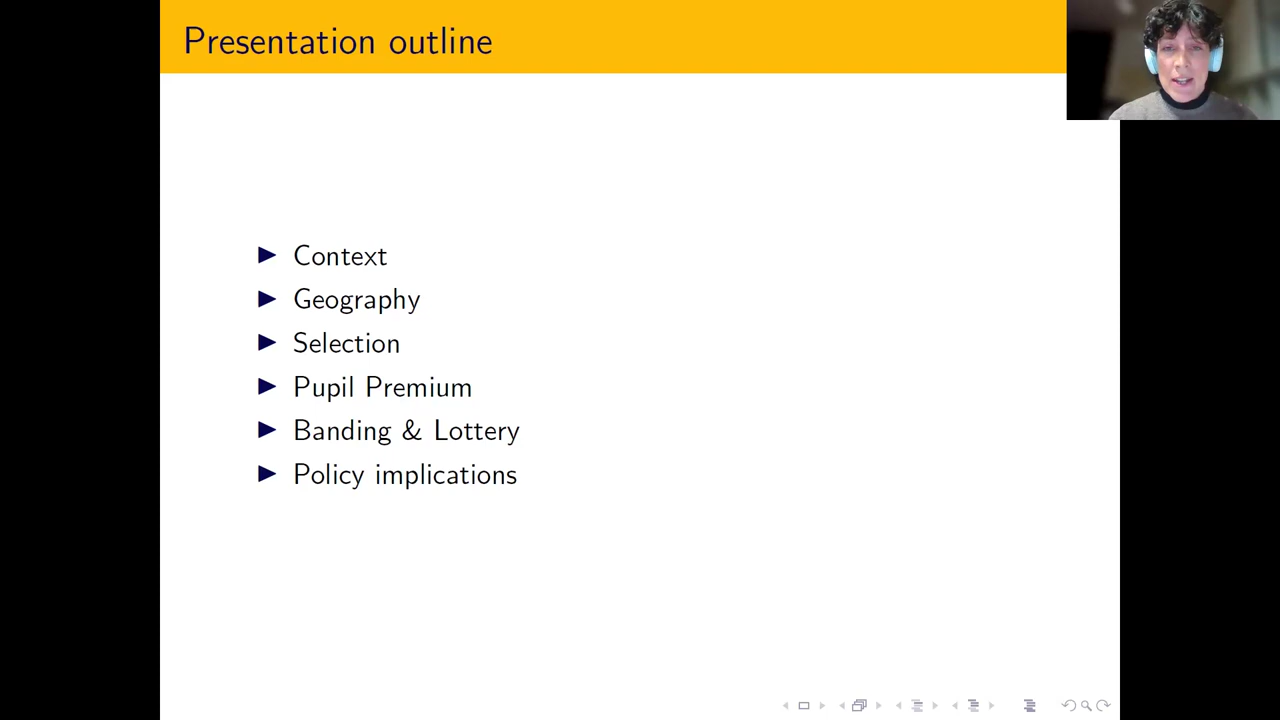 Presentation outline
Context
Geography
Selection
Pupil Premium
Banding & Lottery
Policy implications